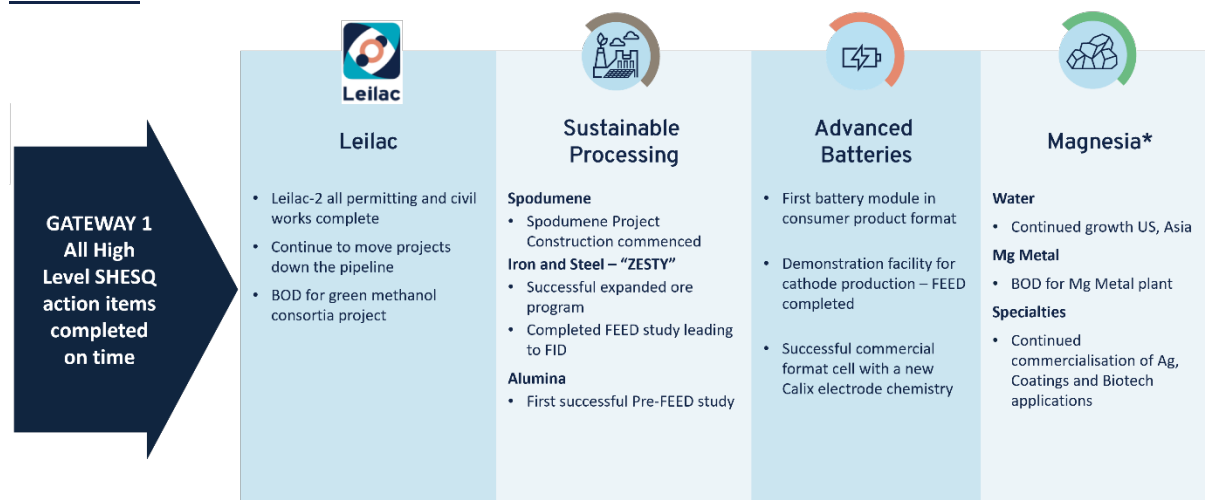 GATEWAY 1
All High
Level SHESQ
action items
completed
on time
Leilac
Leilac
• Leilac-2 all permitting and civil
works complete
• Continue to move projects
down the pipeline
• BOD for green methanol
consortia project
Sustainable
Processing
Spodumene
• Spodumene Project
Construction commenced
Iron and Steel – “ZESTY”
• Successful expanded ore
program
• Completed FEED study leading
to FID
Alumina
• First successful Pre-FEED study
Advanced
Batteries
• First battery module in
consumer product format
• Demonstration facility for
cathode production – FEED
completed
• Successful commercial
format cell with a new
Calix electrode chemistry
Magnesia*
Water
• Continued growth US, Asia
Mg Metal
• BOD for Mg Metal plant
Specialties
• Continued
commercialisation of Ag,
Coatings and Biotech
applications